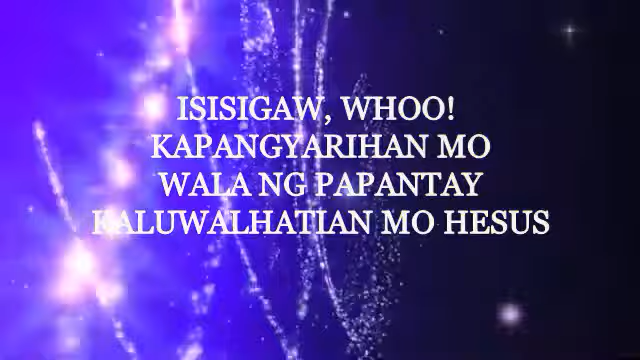 ISISIGAW, WHOO!
KAPANGYARIHAN MO
WALA NG PAPANTAY
KALUWALHATIAN MO HESUS